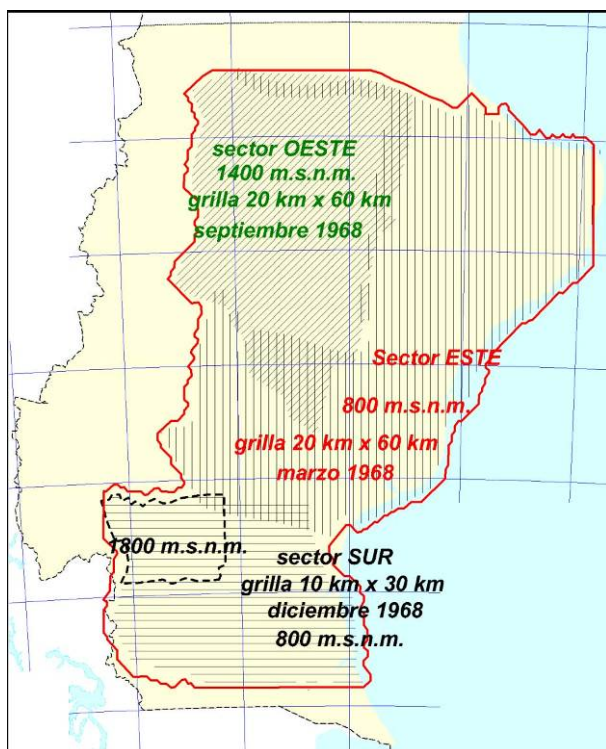 sector OESTE
1400 m.s.n.m.
grilla 20 km x 60 km
septiembre 1968
Sector ESTE
800 m.s.n.m.
grilla 20 km x 60 km
marzo 1968
1800 m.s.n.m.
sector SUR
grilla 10 km x 30 km
diciembre 1968
800 m.s.n.m.